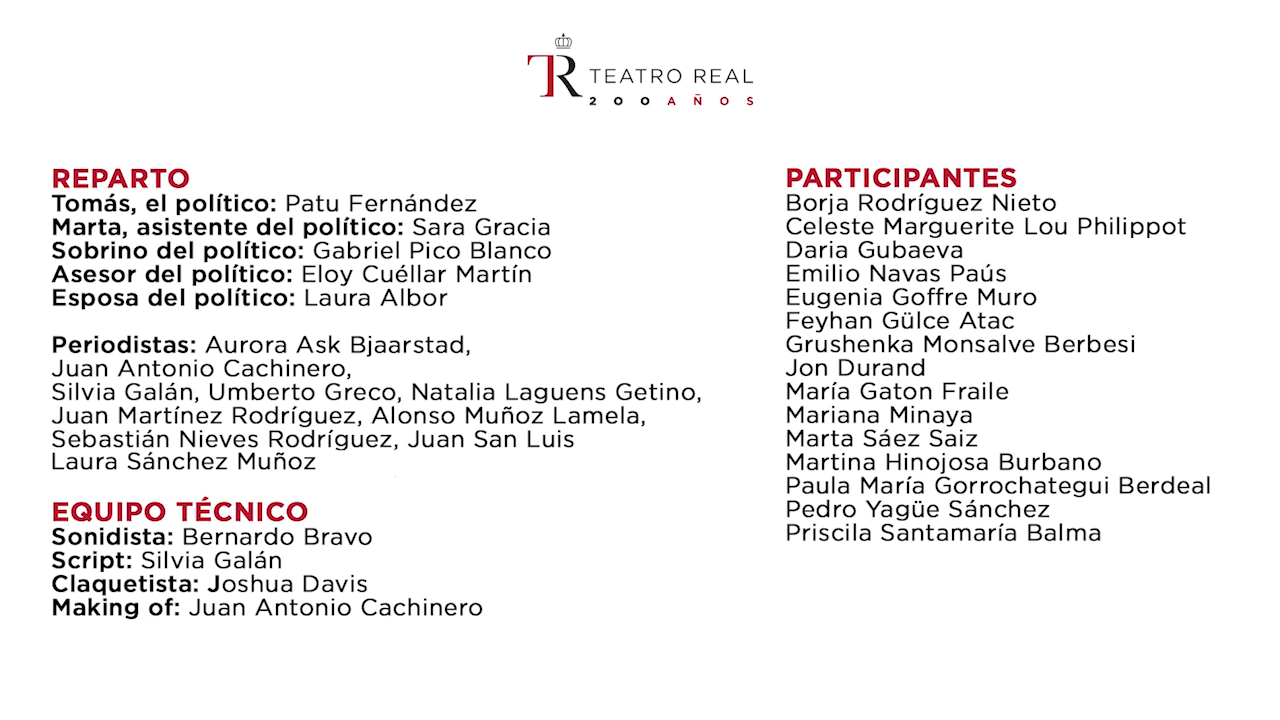 TR TEATRO REAL
200 AÑOS
REPARTO
Tomás, el político: Patu Fernández
Marta, asistente del político: Sara Gracia
Sobrino del político: Gabriel Pico Blanco
Asesor del político: Eloy Cuéllar Martín
Esposa del político: Laura Albor
Periodistas: Aurora Ask Bjaarstad,
Juan Antonio Cachinero,
Silvia Galán, Umberto Greco, Natalia Laguens Getino,
Juan Martínez Rodríguez, Alonso Muñoz Lamela,
Sebastián Nieves Rodríguez, Juan San Luis
Laura Sánchez Muñoz
EQUIPO TÉCNICO
Sonidista: Bernardo Bravo
Script: Silvia Galán
Claquetista: Joshua Davis
Making of: Juan Antonio Cachinero
PARTICIPANTES
Borja Rodríguez Nieto
Celeste Marguerite Lou Philippot
Daria Gubaeva
Emilio Navas Paús
Eugenia Goffre Muro
Feyhan Gülce Atac
Grushenka Monsalve Berbesi
Jon Durand
María Gaton Fraile
Mariana Minaya
Marta Sáez Saiz
Martina Hinojosa Burbano
Paula María Gorrochategui Berdeal
Pedro Yagüe Sánchez
Priscila Santamaría Balma